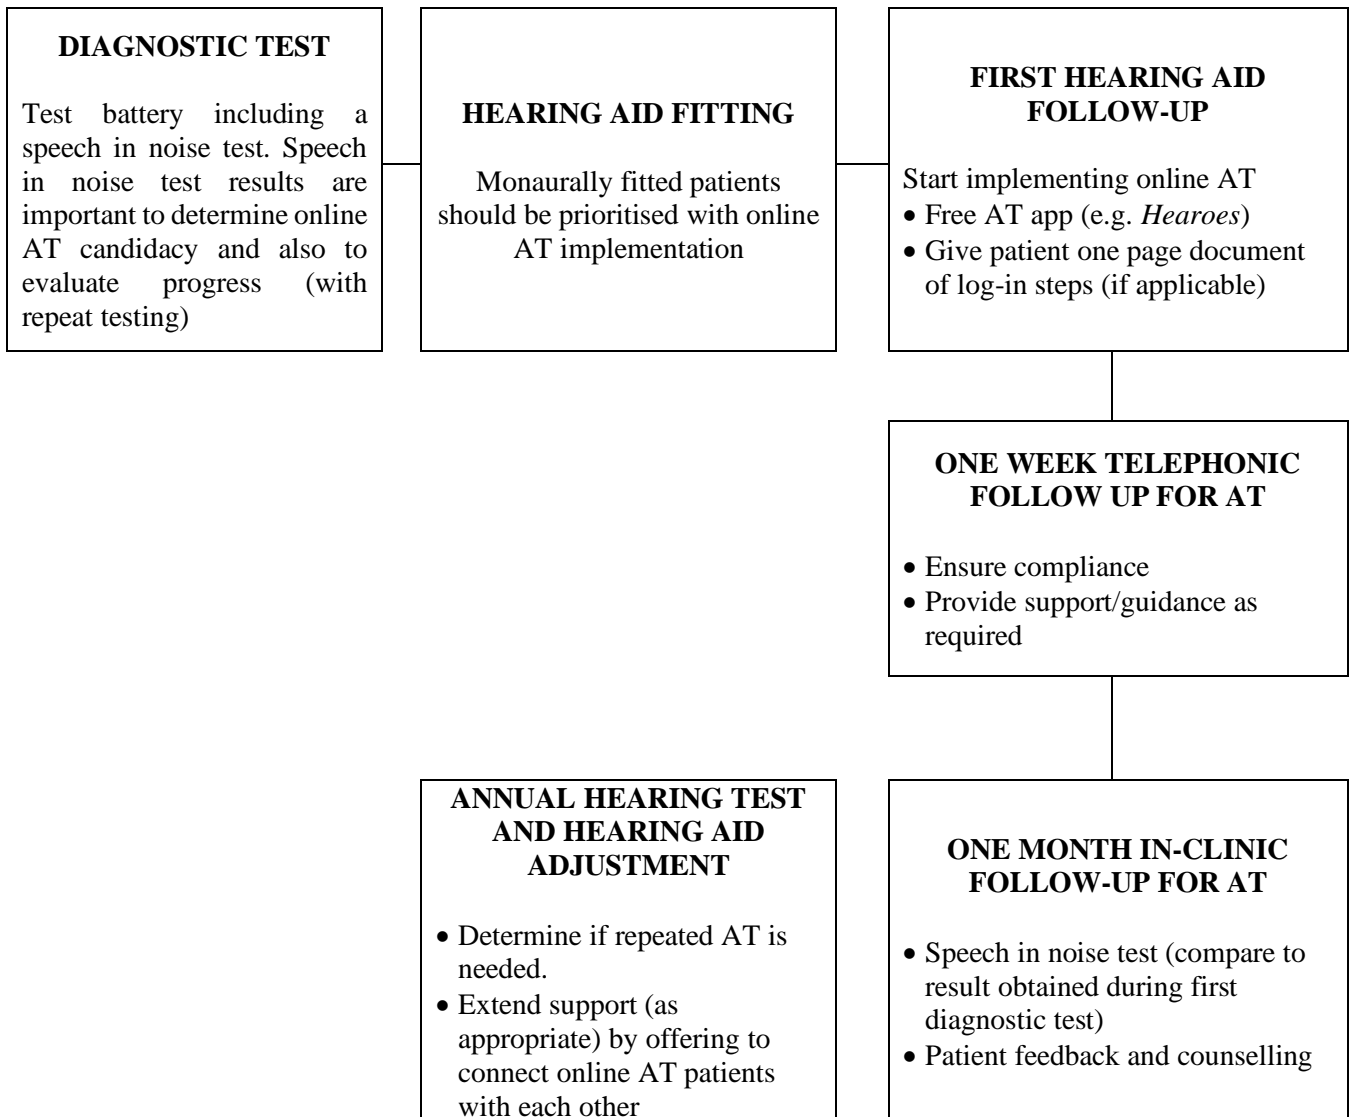 DIAGNOSTIC TEST
Test battery including a
speech in noise test. Speech
in noise test results are
important to determine online
AT candidacy and also to
evaluate progress (with
repeat testing)
HEARING AID FITTING
Monaurally fitted patients
should be prioritised with online
AT implementation
FIRST HEARING AID
FOLLOW-UP
Start implementing online AT
• Free AT app (e.g. Hearoes)
• Give patient one page document
of log-in steps (if applicable)
ONE WEEK TELEPHONIC
FOLLOW UP FOR AT
• Ensure compliance
• Provide support/guidance as
required
ONE MONTH IN-CLINIC
FOLLOW-UP FOR AT
• Speech in noise test (compare to
result obtained during first
diagnostic test)
• Patient feedback and counselling
ANNUAL HEARING TEST
AND HEARING AID
ADJUSTMENT
• Determine if repeated AT is
needed.
• Extend support (as
appropriate) by offering to
connect online AT patients
with each other